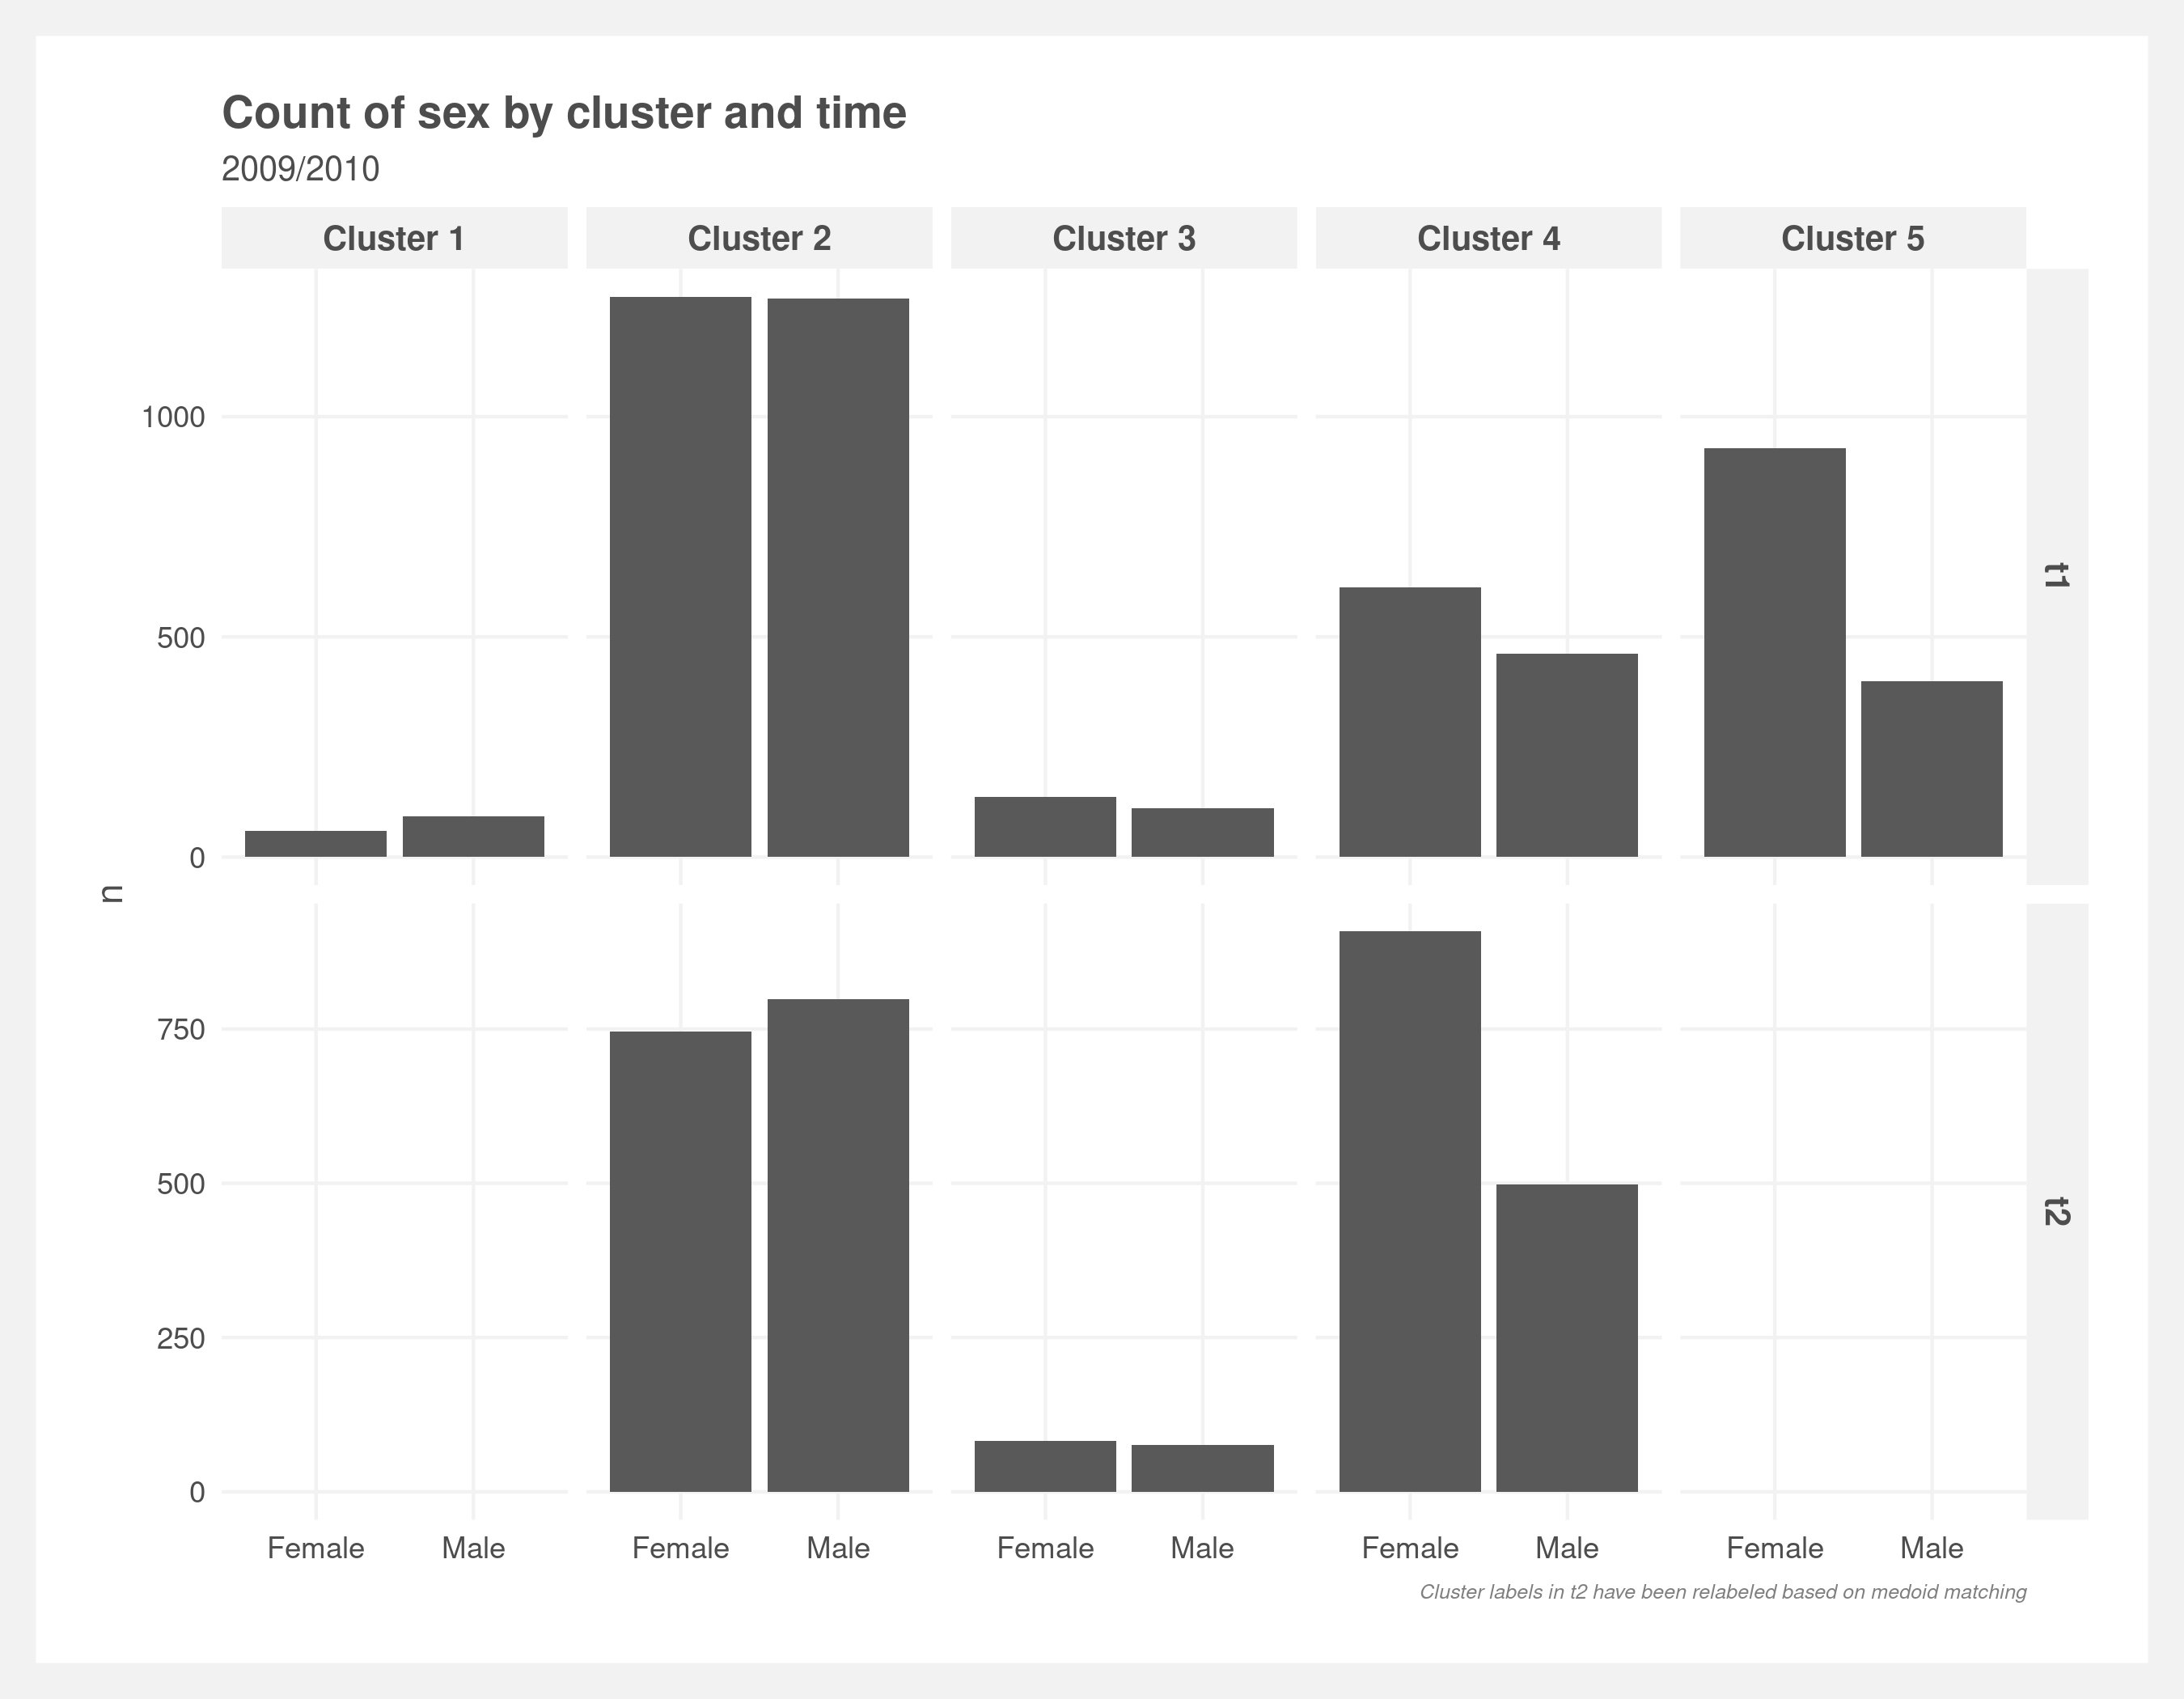 Count of sex by cluster and time
2009/2010
Cluster 1 Cluster 2 Cluster 3 Cluster 4 Cluster 5
1000
500
0
t1
n
750
500
250
0
t2
Female Male Female Male Female Male Female Male Female Male
Cluster labels in t2 have been relabeled based on medoid matching